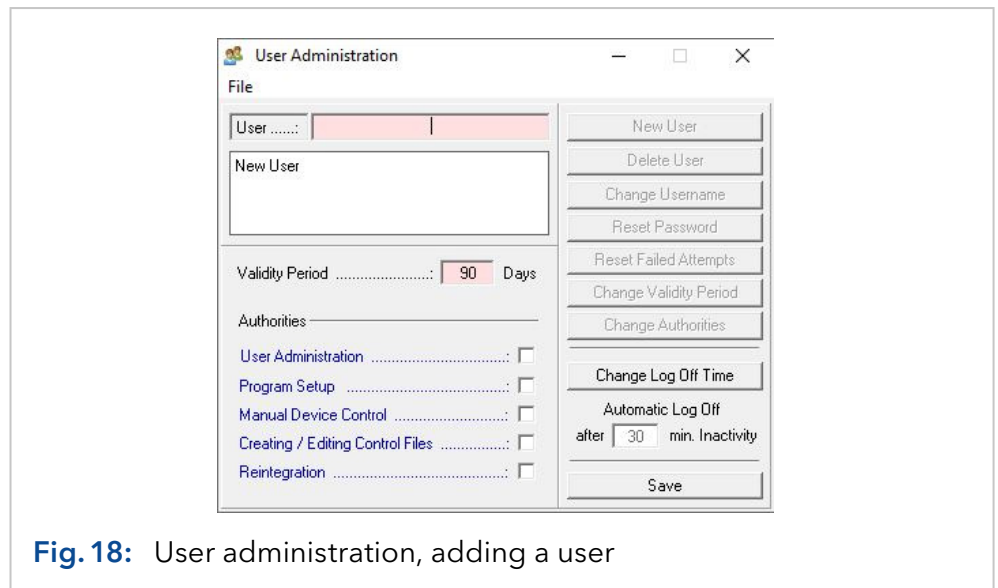 User Administration
File
User ......:
New User
Validity Period ......................: 90 Days
Authorities
User Administration ................................:
Program Setup ......................................:
Manual Device Control ..........................:
Creating / Editing Control Files ................:
Reintegration .........................................:
New User
Delete User
Change Username
Reset Password
Reset Failed Attempts
Change Validity Period
Change Authorities
Change Log Off Time
Automatic Log Off
after 30 min. Inactivity
Save
Fig. 18: User administration, adding a user